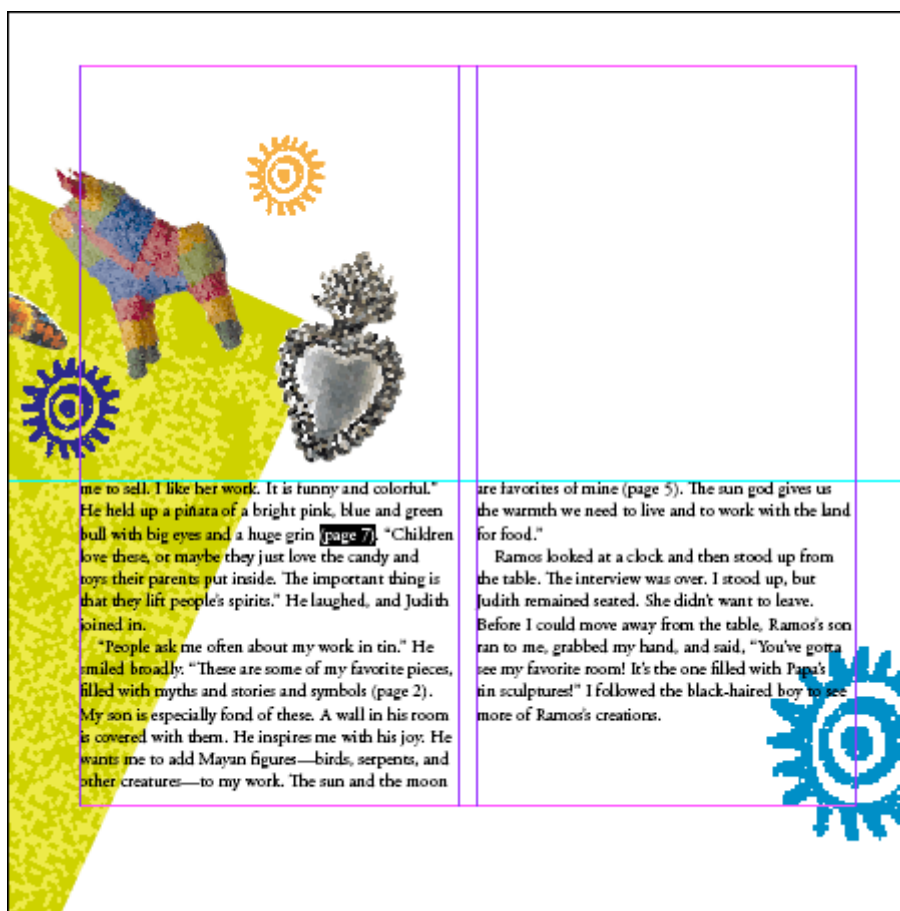 me to sell. I like her work. It is funny and colorful.”
He held up a piñata of a bright pink, blue and green
bull with big eyes and a huge grin (page 7). “Children
love these, or maybe they just love the candy and
toys their parents put inside. The important thing is
that they lift people’s spirits.” He laughed, and Judith
joined in.
“People ask me often about my work in tin.” He
smiled broadly. “These are some of my favorite pieces,
filled with myths and stories and symbols (page 2).
My son is especially fond of these. A wall in his room
is covered with them. He inspires me with his joy. He
wants me to add Mayan figures—birds, serpents, and
other creatures—to my work. The sun and the moon
are favorites of mine (page 5). The sun god gives us
the warmth we need to live and to work with the land
for food.”
Ramos looked at a clock and then stood up from
the table. The interview was over. I stood up, but
Judith remained seated. She didn’t want to leave.
Before I could move away from the table, Ramos’s son
ran to me, grabbed my hand, and said, “You’ve gotta
see my favorite room! It’s the one filled with Papa’s
tin sculptures!” I followed the black-haired boy to see
more of Ramos’s creations.